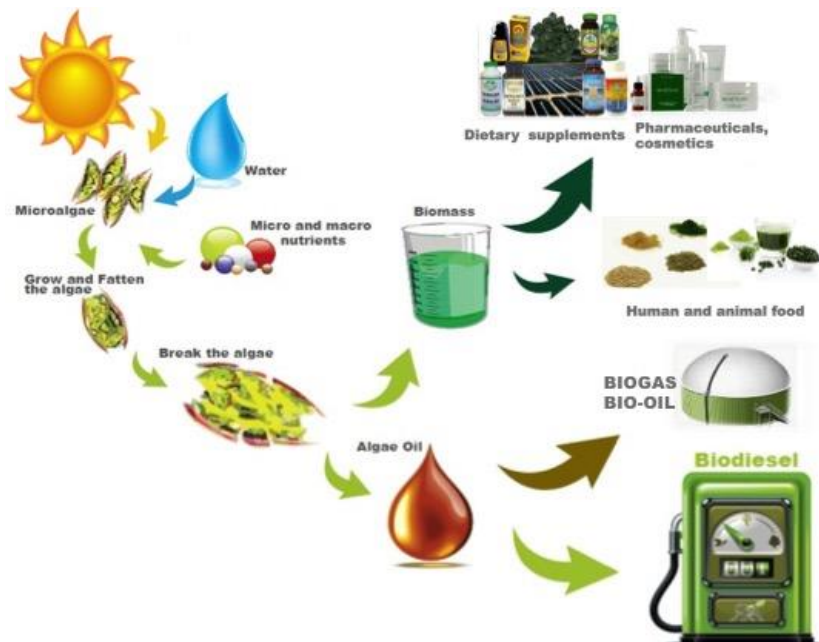 Dietary supplements
Pharmaceuticals,
cosmetics
Water
Microalgae
Biomass
Micro and macro
nutrients
Grow and Fatten
the algae
Human and animal food
Break the algae
BIOGAS
BIO-OIL
Algae Oil
Biodiesel